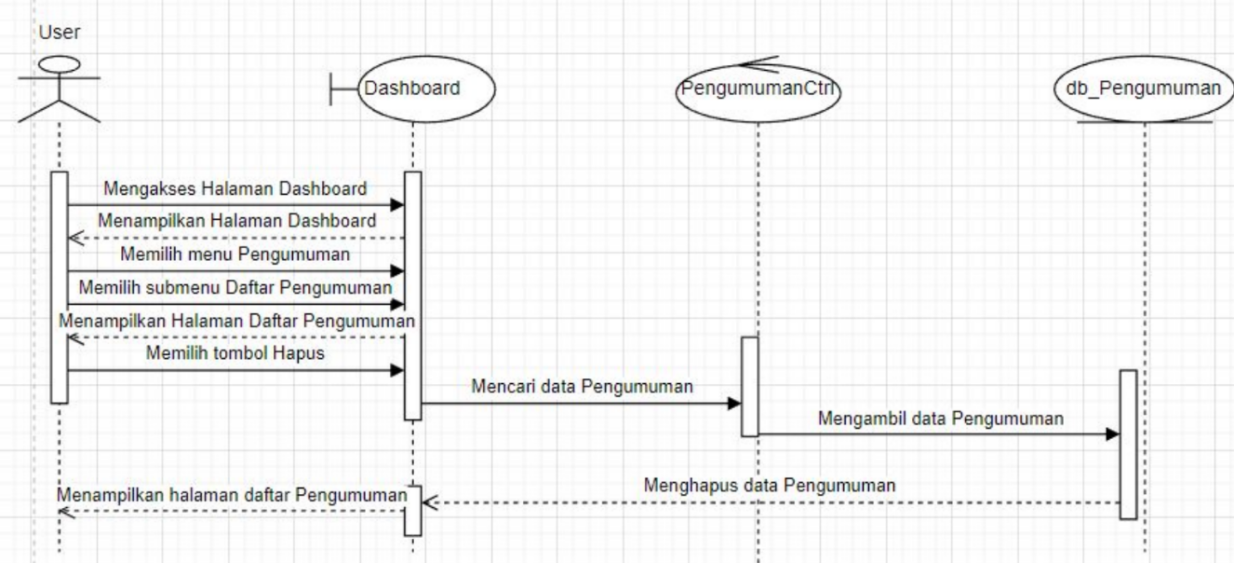 User
Dashboard
PengumumanCtrl
db_Pengumuman
Mengakses Halaman Dashboard
Menampilkan Halaman Dashboard
Memilih menu Pengumuman
Memilih submenu Daftar Pengumuman
Menampilkan Halaman Daftar Pengumuman
Memilih tombol Hapus
Mencari data Pengumuman
Mengambil data Pengumuman
Menghapus data Pengumuman
Menampilkan halaman daftar Pengumuman